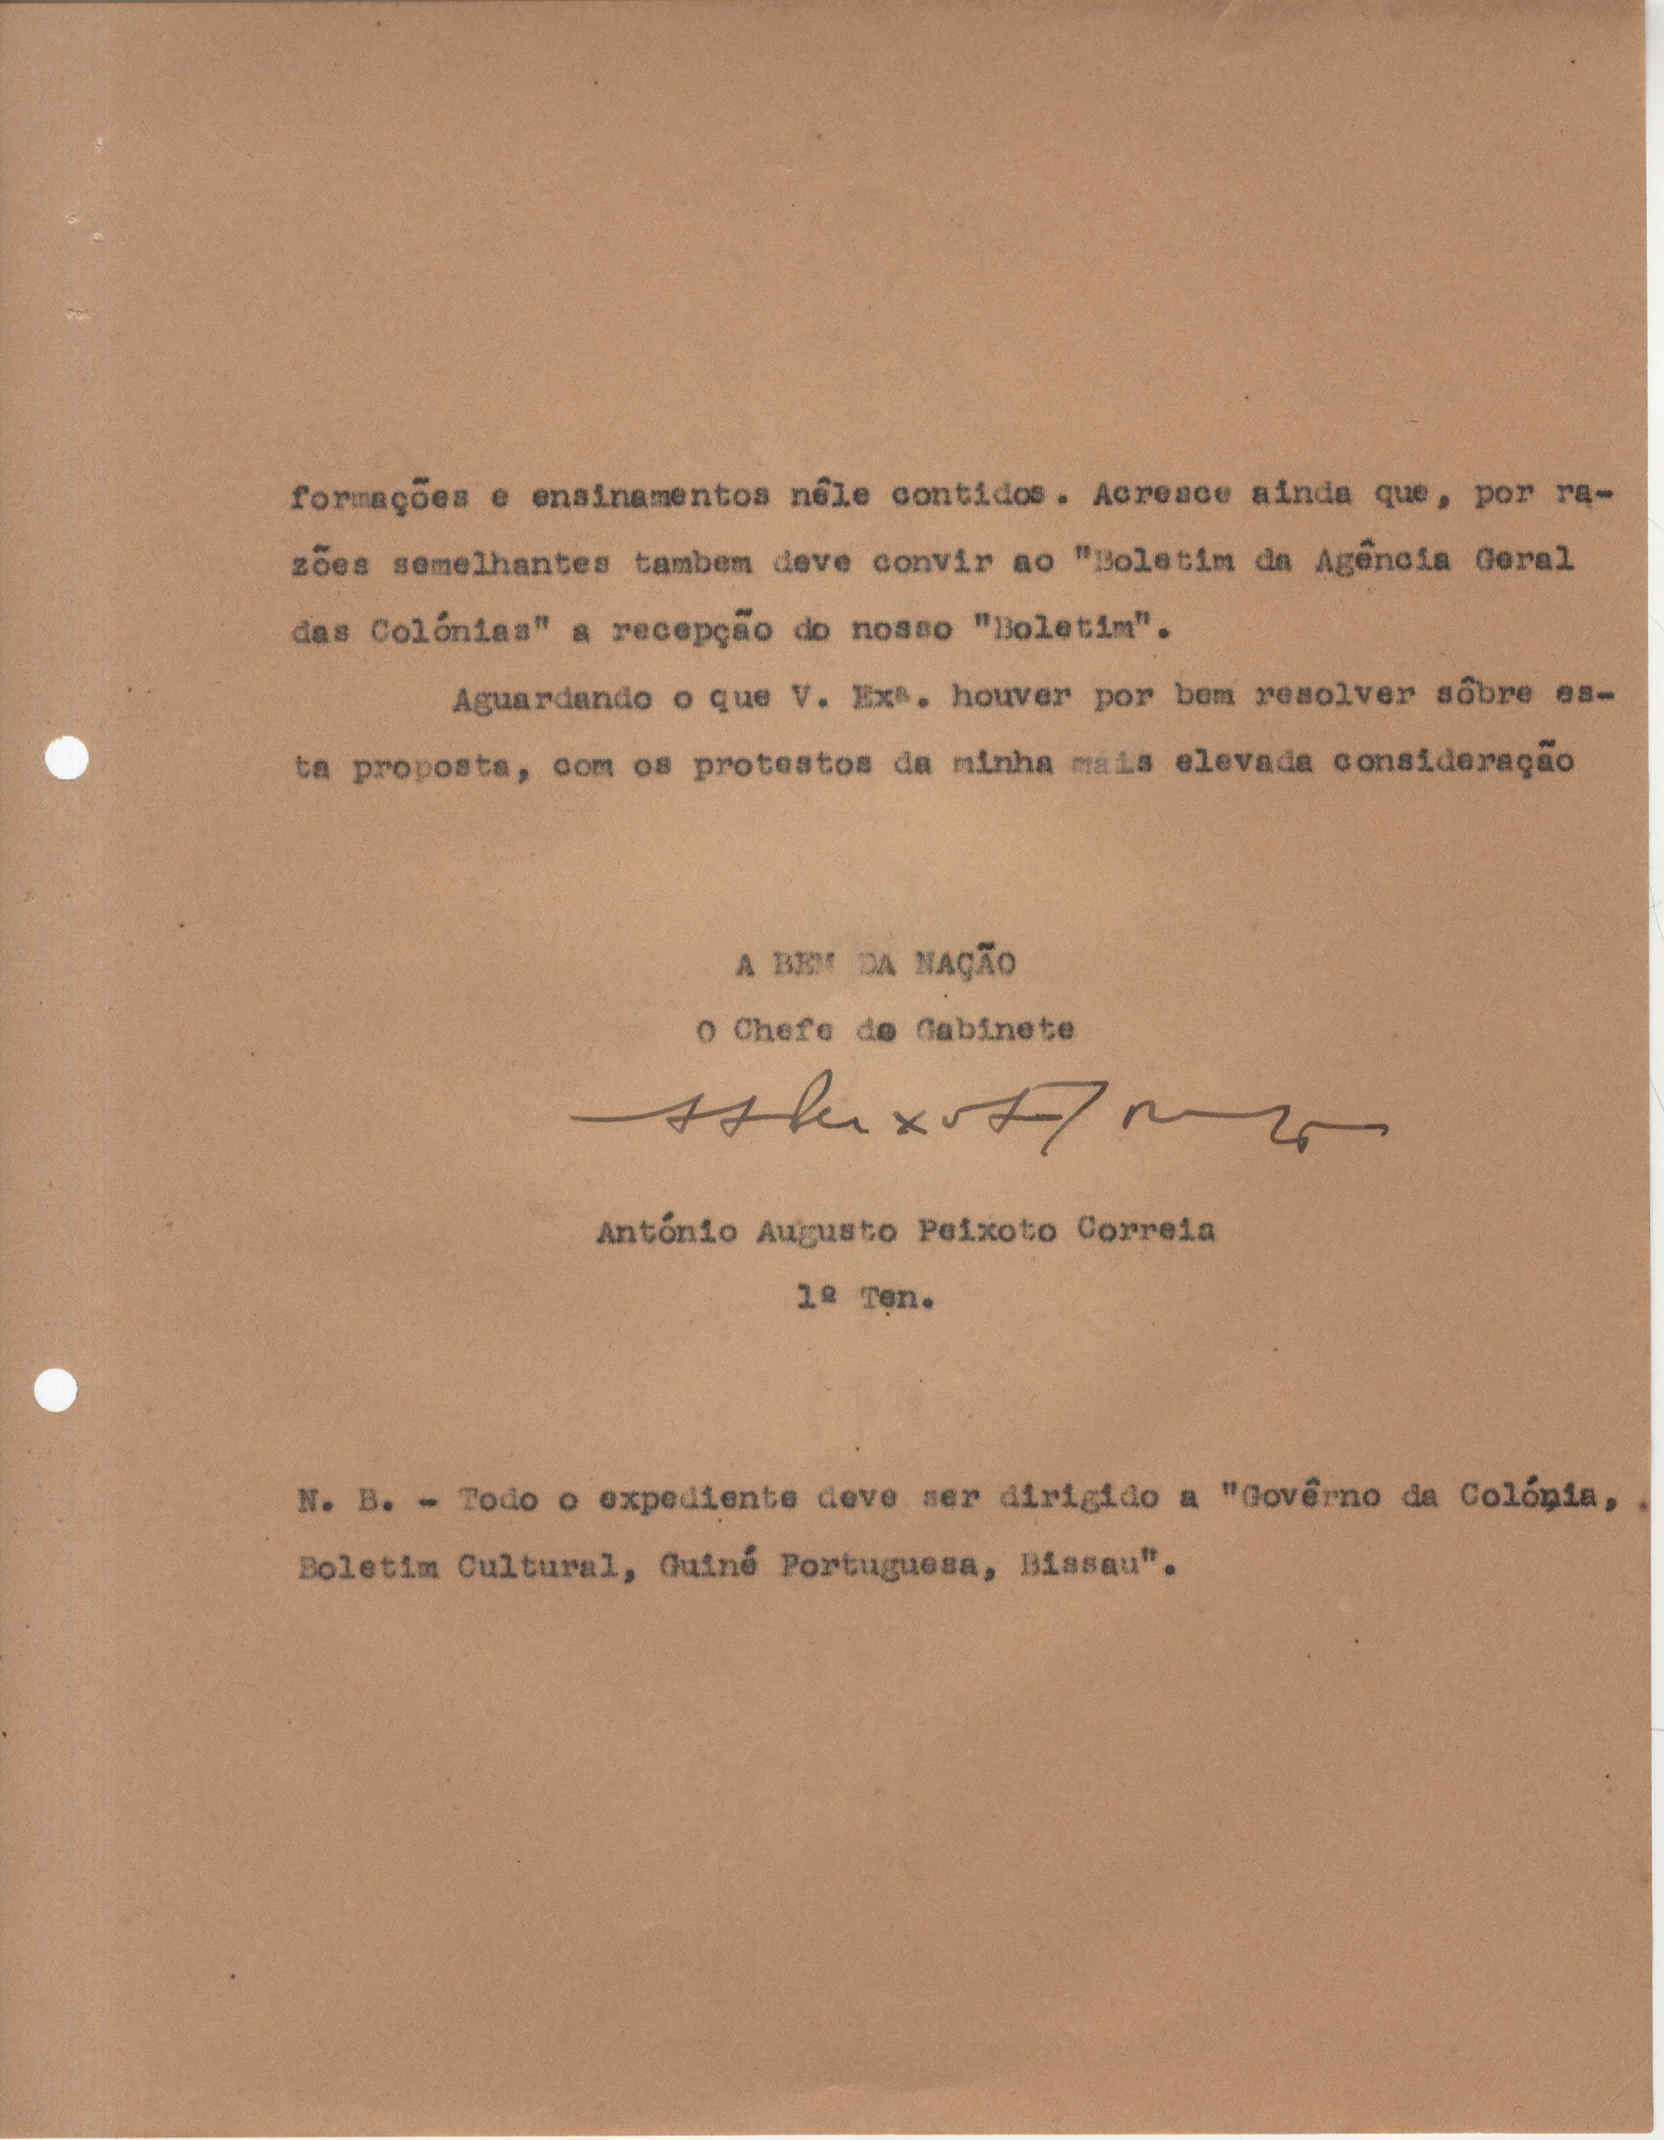 formações e ensinamentos nêle contidos. Acresce ainda que, por ra-
zões semelhantes tambem deve convir ao "Boletim da Agência Geral
das Colónias" a recepção do nosso "Boletim".
Aguardando o que V. Exª. houver por bem resolver sôbre es-
ta proposta, com os protestos da minha mais elevada consideração
A BEM DA NAÇÃO
O Chefe de Gabinete
António Augusto Peixoto Correia
1º Ten.
N. B. - Todo o expediente deve ser dirigido a "Govêrno da Colónia,
Boletim Cultural, Guiné Portuguesa, Bissau".